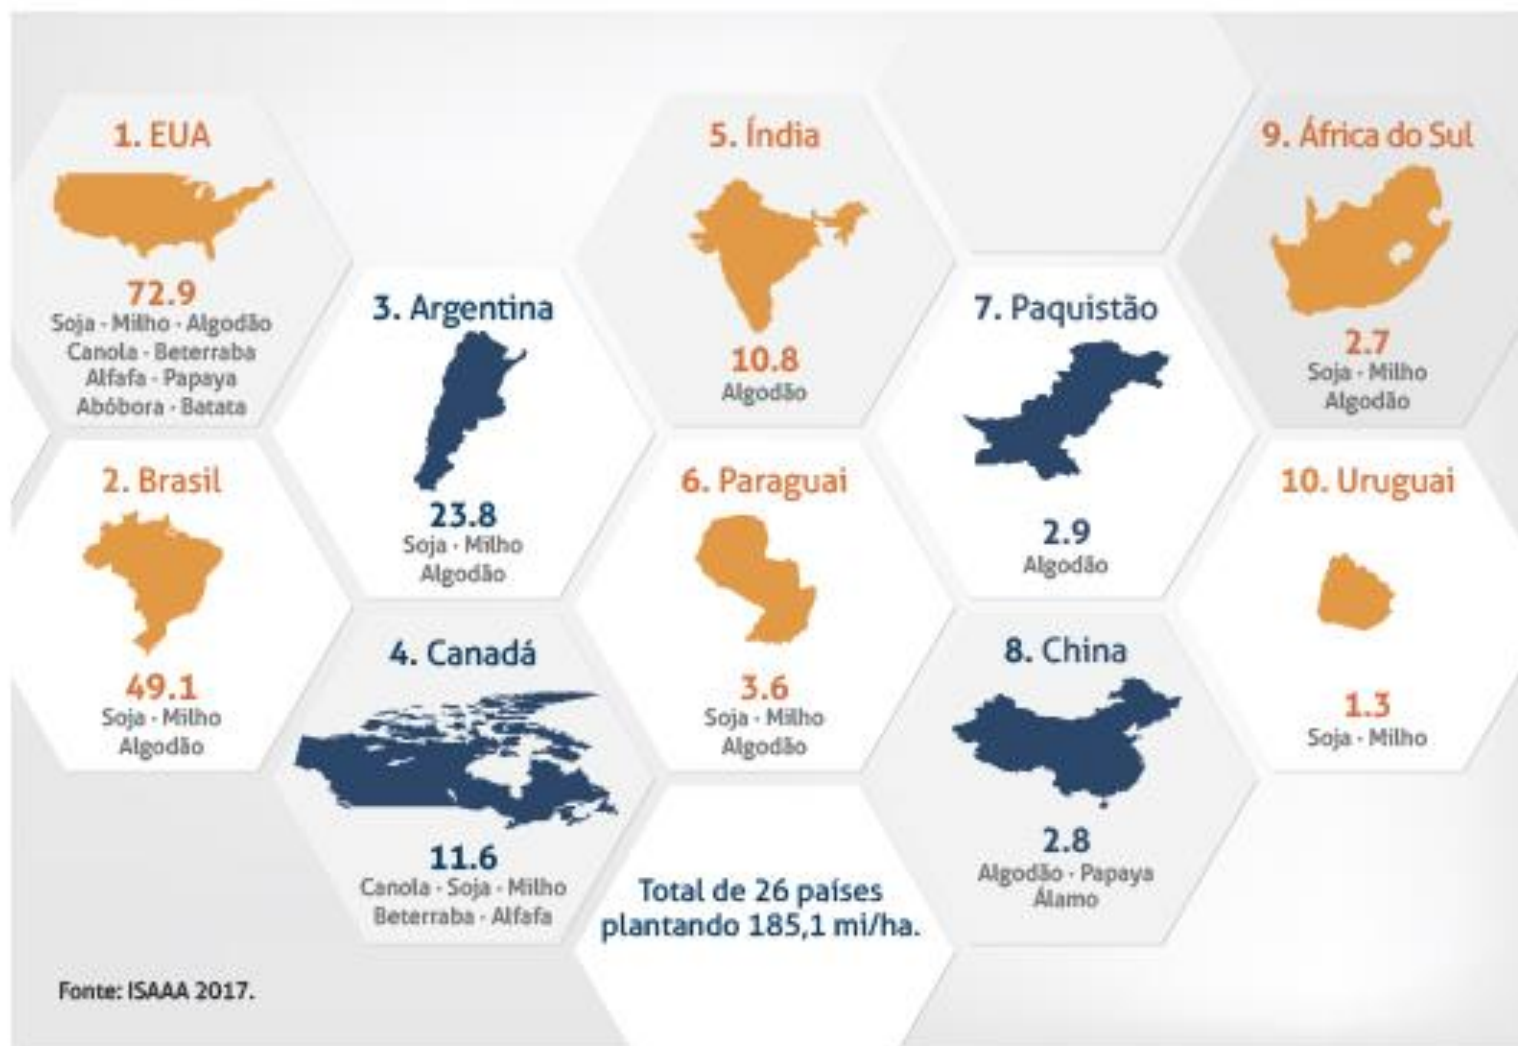 1. EUA
72.9
Soja - Milho - Algodão
Canola - Beterraba
Alfafa - Papaya
Abóbora - Batata
2. Brasil
49.1
Soja - Milho
Algodão
3. Argentina
23.8
Soja - Milho
Algodão
4. Canadá
11.6
Canola - Soja - Milho
Beterraba - Alfafa
5. Índia
10.8
Algodão
6. Paraguai
3.6
Soja - Milho
Algodão
7. Paquistão
2.9
Algodão
8. China
2.8
Algodão - Papaya
Álamo
9. África do Sul
2.7
Soja - Milho
Algodão
10. Uruguai
1.3
Soja - Milho
Total de 26 países
plantando 185,1 mi/ha.
Fonte: ISAAA 2017.